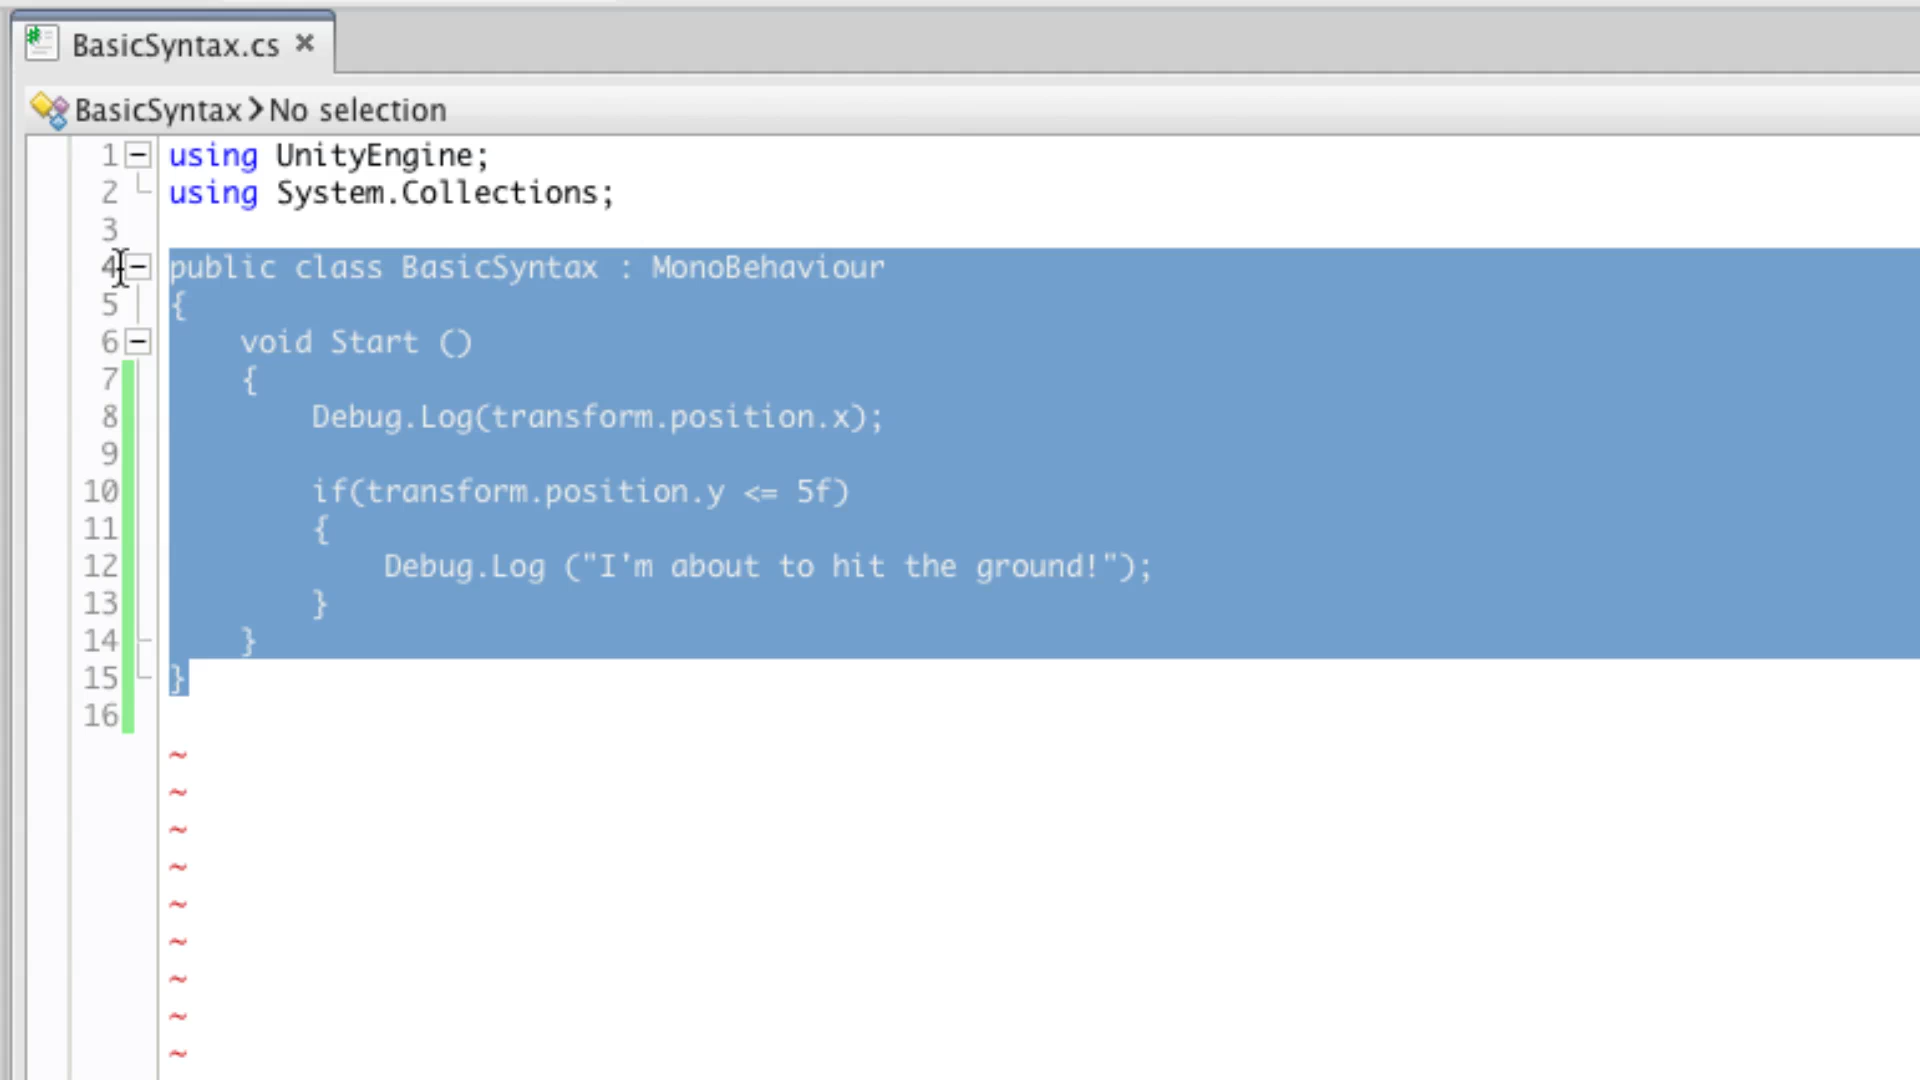 BasicSyntax.cs ×
BasicSyntax > No selection
1 using UnityEngine;
2 using System.Collections;
3
4 public class BasicSyntax : MonoBehaviour
5 {
6     void Start ()
7     {
8         Debug.Log(transform.position.x);
9
10         if(transform.position.y <= 5f)
11         {
12             Debug.Log ("I'm about to hit the ground!");
13         }
14     }
15 }
16
~
~
~
~
~
~
~
~
~